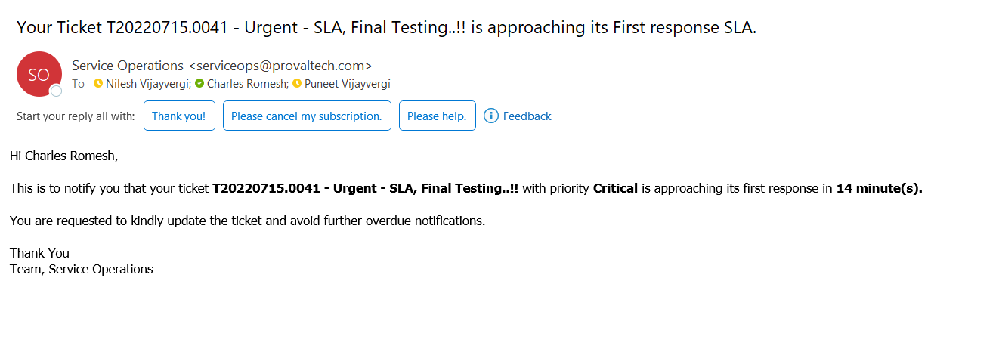 Your Ticket T20220715.0041 - Urgent - SLA, Final Testing..!! is approaching its First response SLA.
SO
Service Operations <serviceops@provaltech.com>
To Nilesh Vijayvergi; Charles Romesh; Puneet Vijayvergi
Start your reply all with: Thank you! Please cancel my subscription. Please help. Feedback
Hi Charles Romesh,
This is to notify you that your ticket T20220715.0041 - Urgent - SLA, Final Testing..!! with priority Critical is approaching its first response in 14 minute(s).
You are requested to kindly update the ticket and avoid further overdue notifications.
Thank You
Team, Service Operations